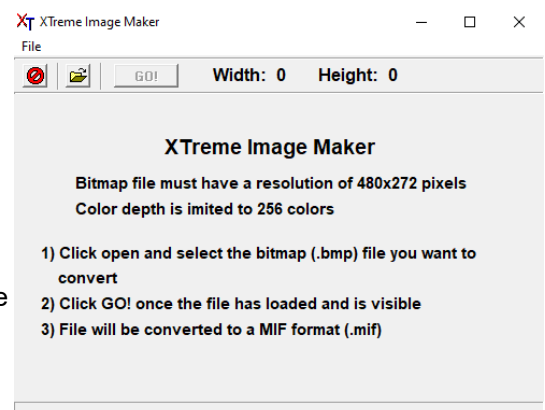 XT XTreme Image Maker
File
GO! Width: 0 Height: 0
XTreme Image Maker
Bitmap file must have a resolution of 480x272 pixels
Color depth is imited to 256 colors
1) Click open and select the bitmap (.bmp) file you want to
convert
e
2) Click GO! once the file has loaded and is visible
3) File will be converted to a MIF format (.mif)